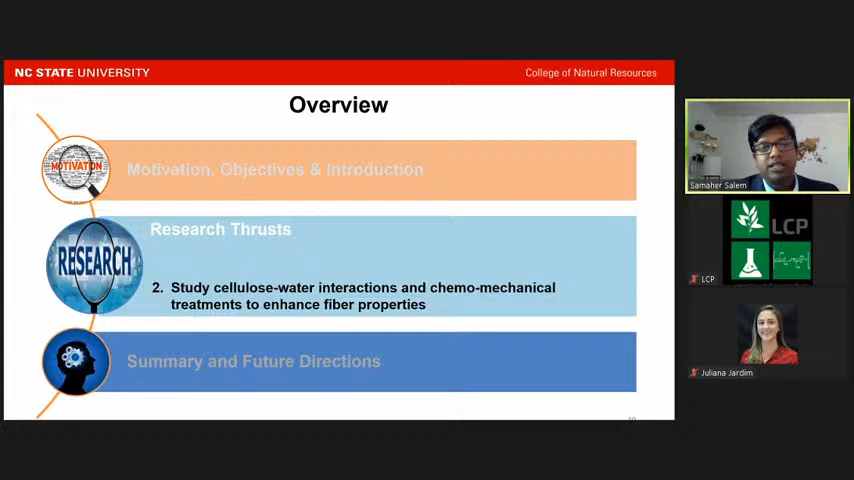 NC STATE UNIVERSITY
College of Natural Resources
Overview
MOTIVATION
Motivation, Objectives & Introduction
Research Thrusts
RESEARCH
2. Study cellulose-water interactions and chemo-mechanical
treatments to enhance fiber properties
Summary and Future Directions
Samaher Salem
LCP
LCP
Juliana Jardim